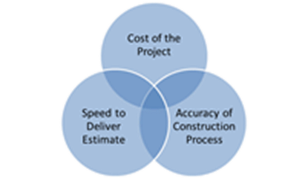 Cost of the
Project
Speed to
Deliver
Estimate
Accuracy of
Construction
Process